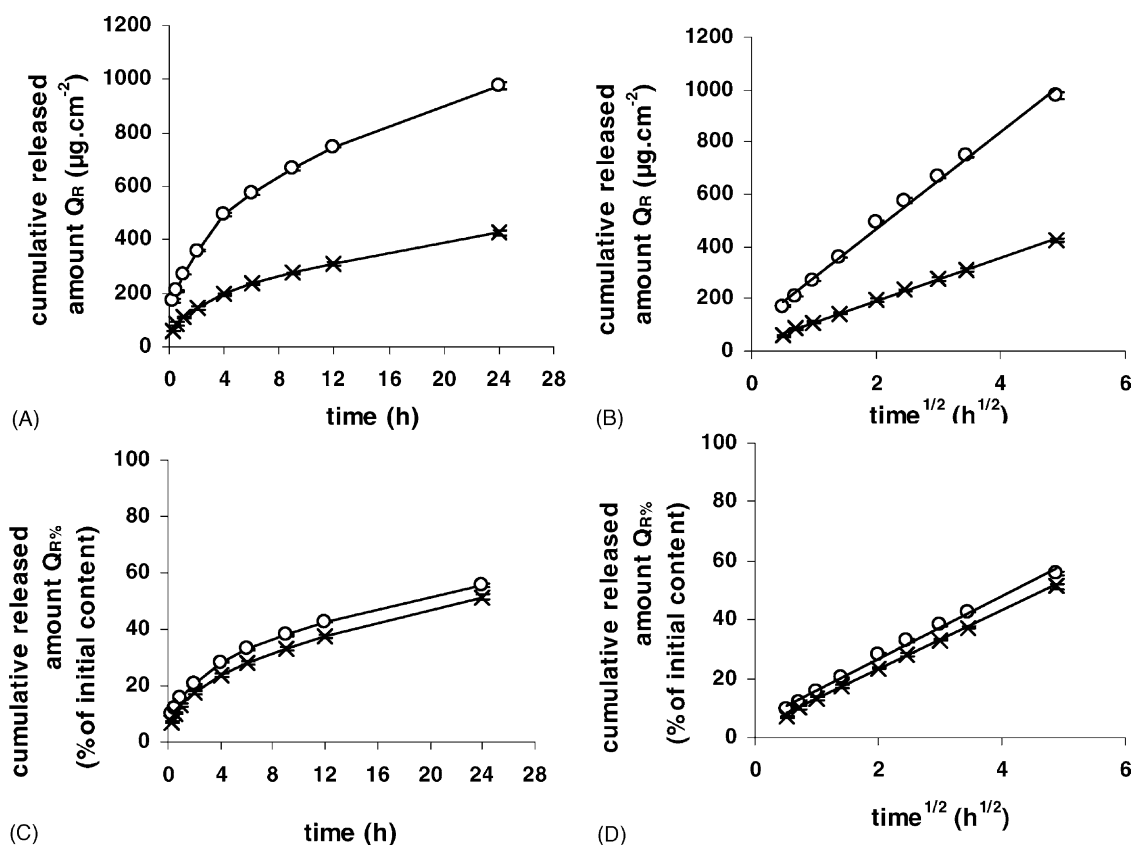 1200
1000
800
600
400
200
0
0 4 8 12 16 20 24 28
cumulative released
amount QR (µg.cm-2)
time (h)
(A)
1200
1000
800
600
400
200
0
0 2 4 6
cumulative released
amount QR (µg.cm-2)
time1/2 (h1/2)
(B)
100
80
60
40
20
0
0 4 8 12 16 20 24 28
cumulative released
amount QR%
(% of initial content)
time (h)
(C)
100
80
60
40
20
0
0 2 4 6
cumulative released
amount QR%
(% of initial content)
time1/2 (h1/2)
(D)